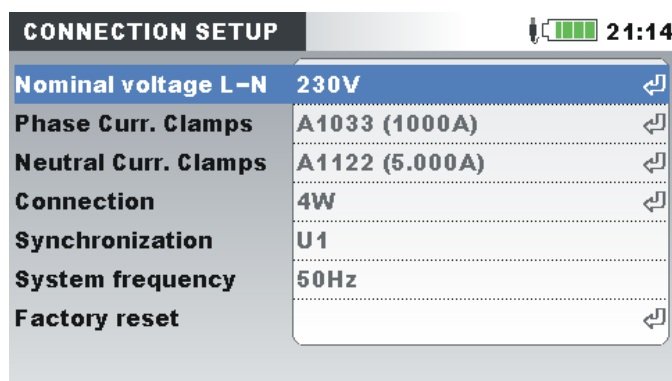 CONNECTION SETUP 21:14
Nominal voltage L-N 230V
Phase Curr. Clamps A1033 (1000A)
Neutral Curr. Clamps A1122 (5.000A)
Connection 4W
Synchronization U1
System frequency 50Hz
Factory reset